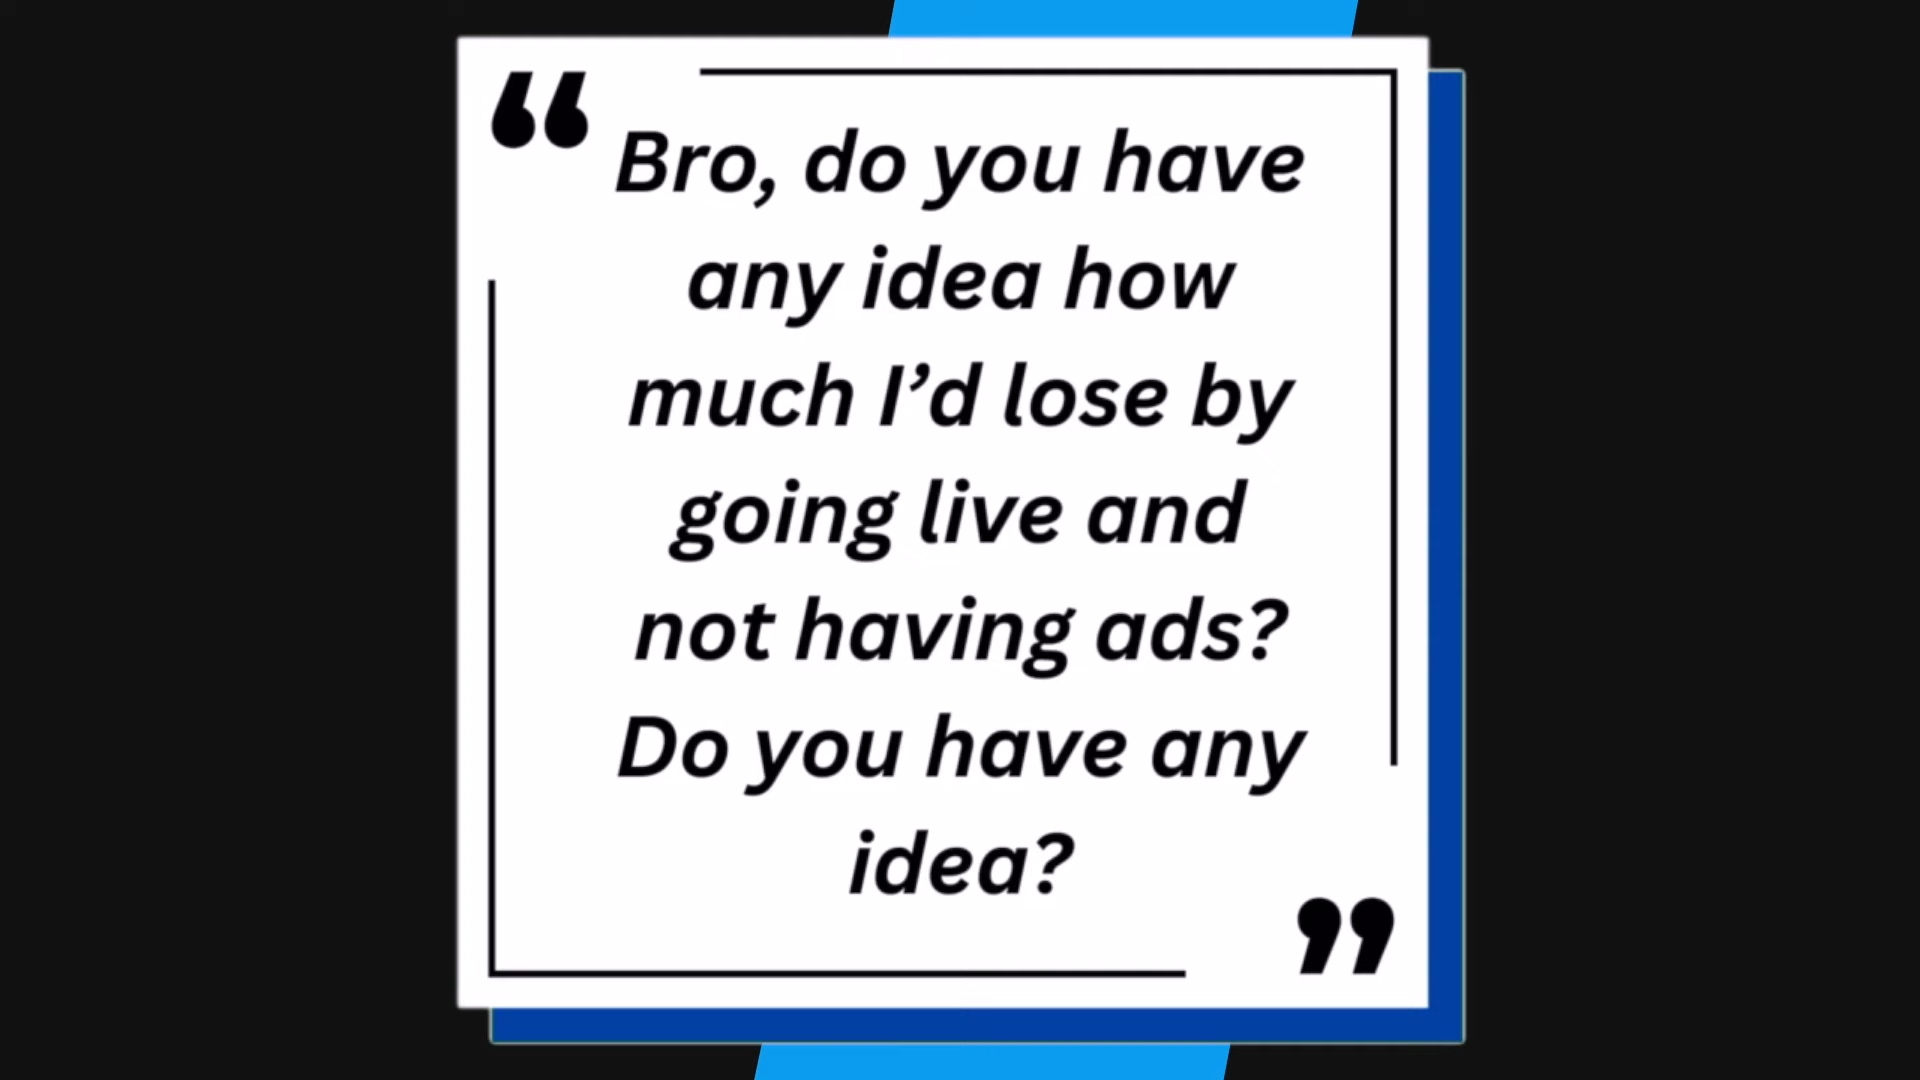 “ Bro, do you have
any idea how
much I’d lose by
going live and
not having ads?
Do you have any
idea? ”